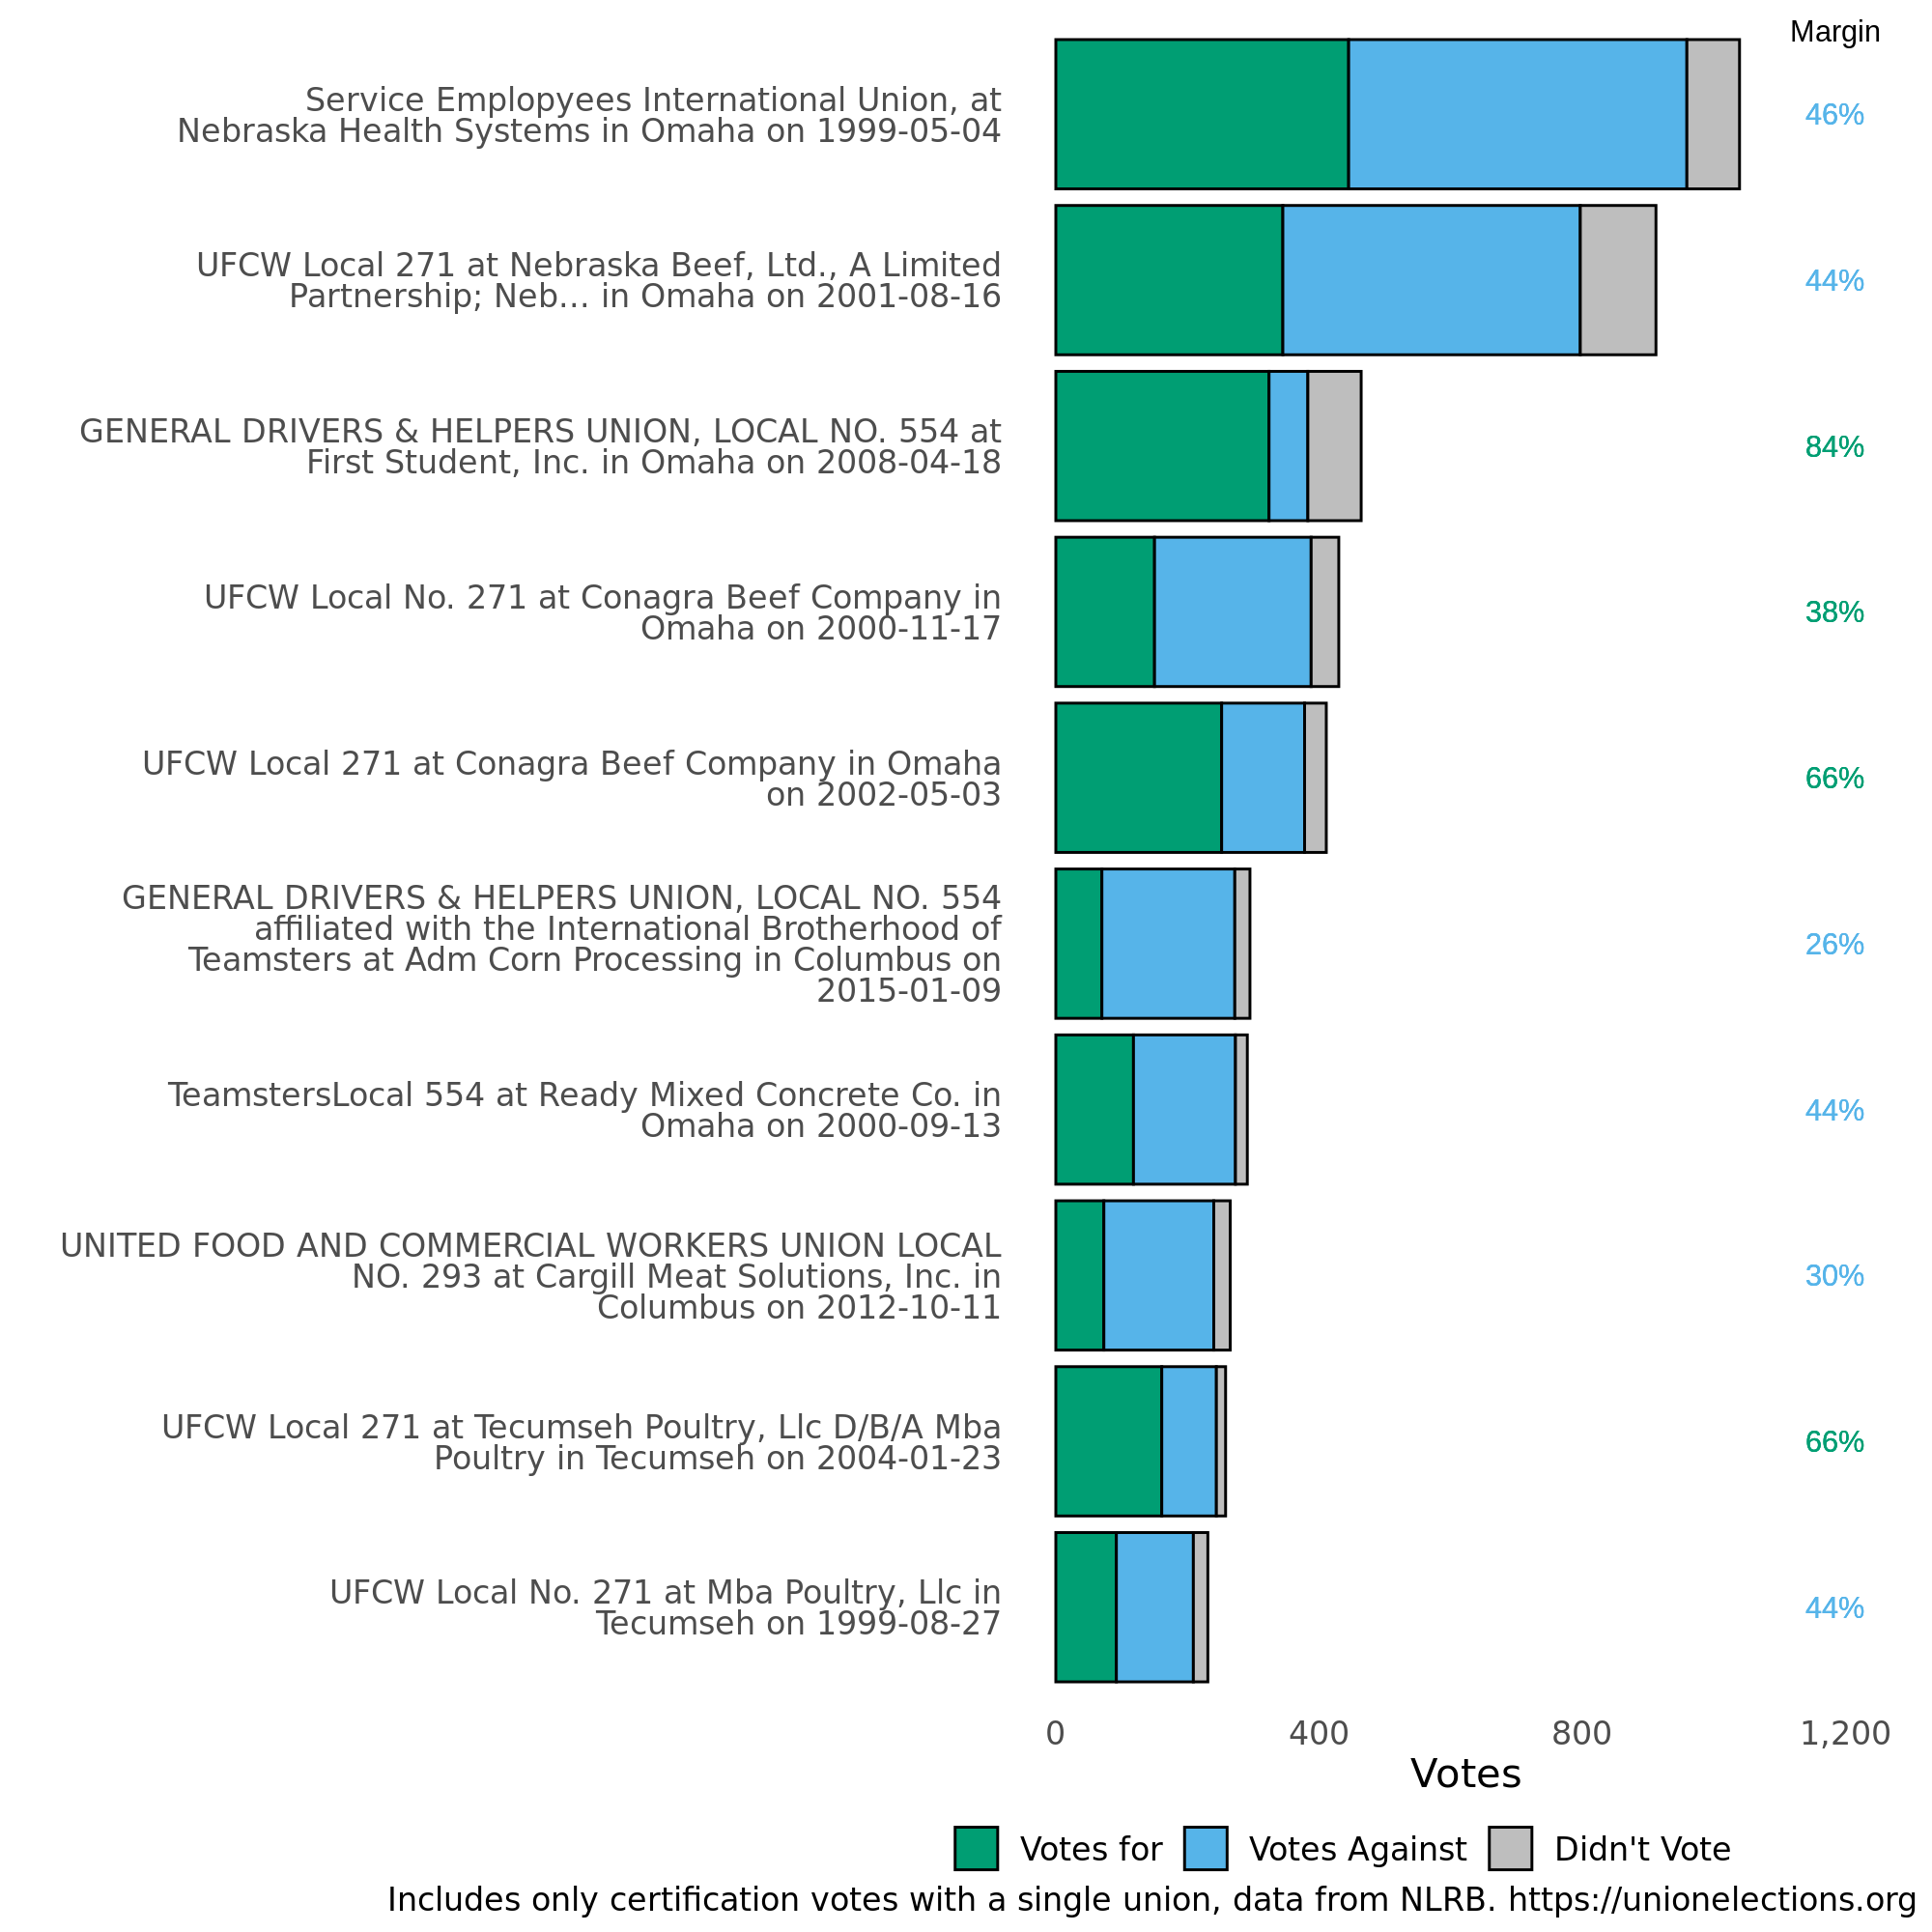 Margin
Service Emplopyees International Union, at
Nebraska Health Systems in Omaha on 1999-05-04
46%
UFCW Local 271 at Nebraska Beef, Ltd., A Limited
Partnership; Neb... in Omaha on 2001-08-16
44%
GENERAL DRIVERS & HELPERS UNION, LOCAL NO. 554 at
First Student, Inc. in Omaha on 2008-04-18
84%
UFCW Local No. 271 at Conagra Beef Company in
Omaha on 2000-11-17
38%
UFCW Local 271 at Conagra Beef Company in Omaha
on 2002-05-03
66%
GENERAL DRIVERS & HELPERS UNION, LOCAL NO. 554
affiliated with the International Brotherhood of
Teamsters at Adm Corn Processing in Columbus on
2015-01-09
26%
TeamstersLocal 554 at Ready Mixed Concrete Co. in
Omaha on 2000-09-13
44%
UNITED FOOD AND COMMERCIAL WORKERS UNION LOCAL
NO. 293 at Cargill Meat Solutions, Inc. in
Columbus on 2012-10-11
30%
UFCW Local 271 at Tecumseh Poultry, Llc D/B/A Mba
Poultry in Tecumseh on 2004-01-23
66%
UFCW Local No. 271 at Mba Poultry, Llc in
Tecumseh on 1999-08-27
44%
0 400 800 1,200
Votes
Votes for Votes Against Didn't Vote
Includes only certification votes with a single union, data from NLRB. https://unionelections.org